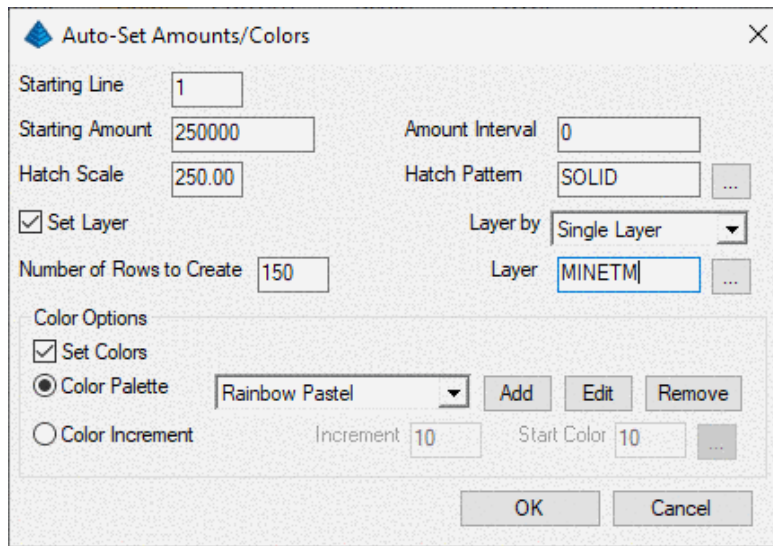 Auto-Set Amounts/Colors
Starting Line 1
Starting Amount 250000 Amount Interval 0
Hatch Scale 250.00 Hatch Pattern SOLID ...
Set Layer Layer by Single Layer
Number of Rows to Create 150 Layer MINETM ...
Color Options
Set Colors
Color Palette Rainbow Pastel Add Edit Remove
Color Increment Increment 10 Start Color 10 ...
OK Cancel